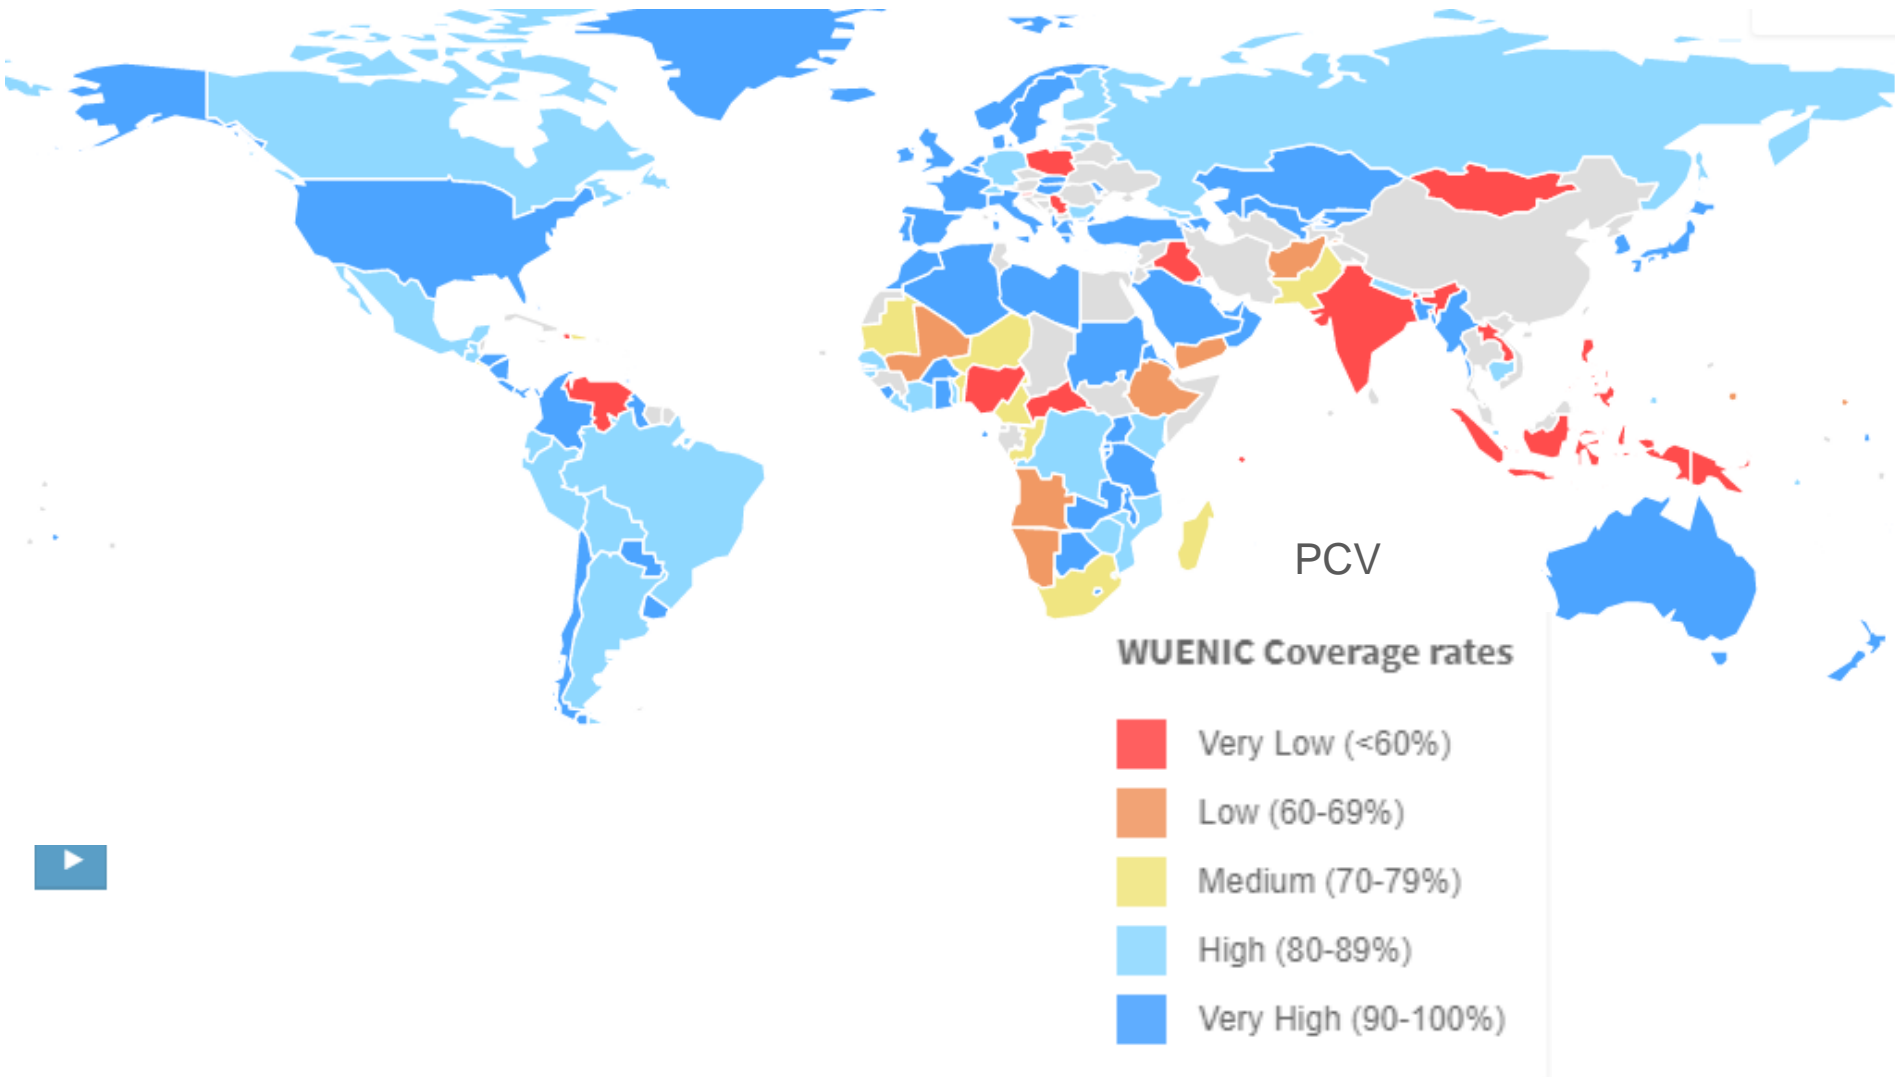 PCV
WUENIC Coverage rates
Very Low (<60%)
Low (60-69%)
Medium (70-79%)
High (80-89%)
Very High (90-100%)